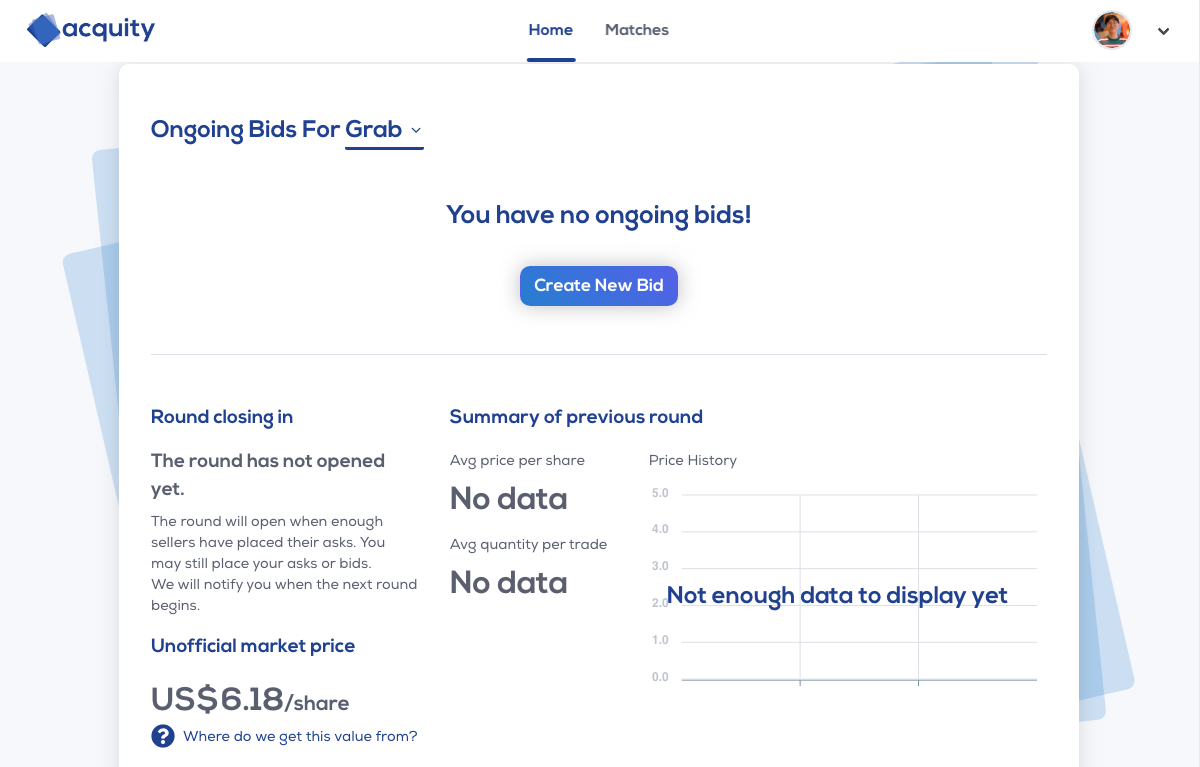 acquity
Home
Matches
Ongoing Bids For Grab
You have no ongoing bids!
Create New Bid
Round closing in
The round has not opened
yet.
The round will open when enough
sellers have placed their asks. You
may still place your asks or bids.
We will notify you when the next round
begins.
Unofficial market price
US$6.18/share
? Where do we get this value from?
Summary of previous round
Avg price per share
No data
Avg quantity per trade
No data
Price History
5.0
4.0
3.0
2.0
1.0
0.0
Not enough data to display yet